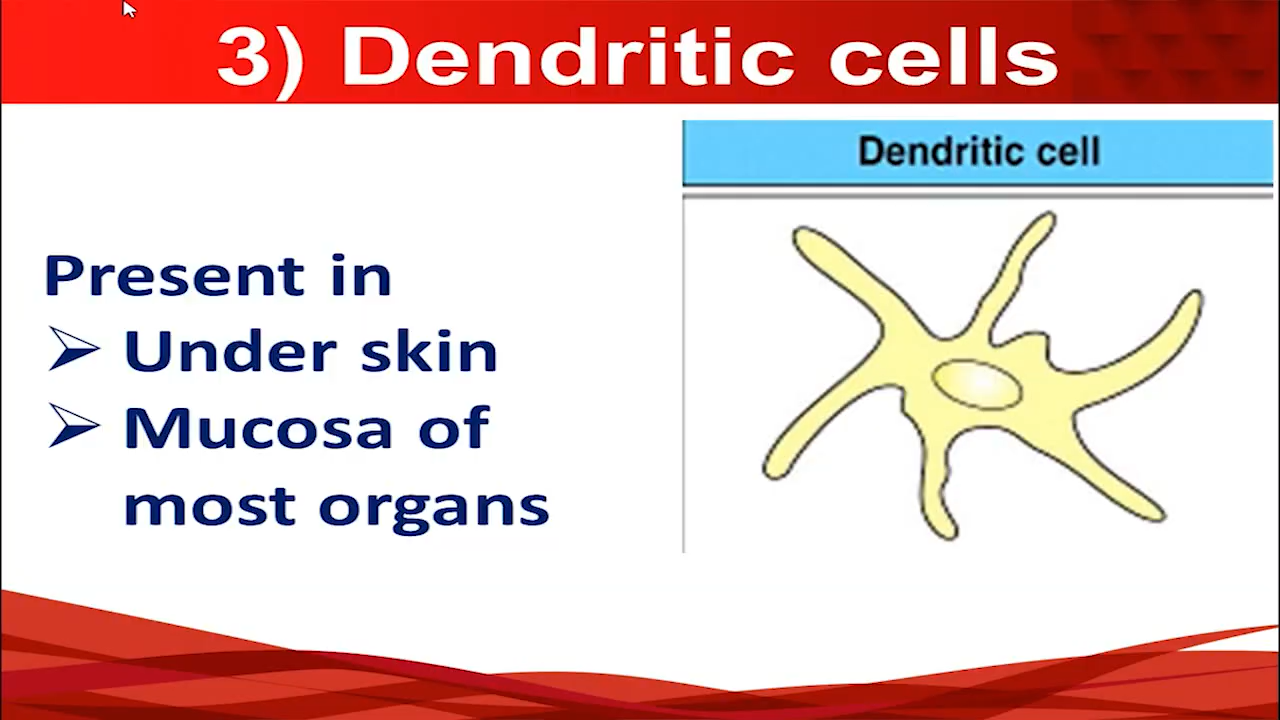 3) Dendritic cells
Present in
➢ Under skin
➢ Mucosa of
most organs
Dendritic cell